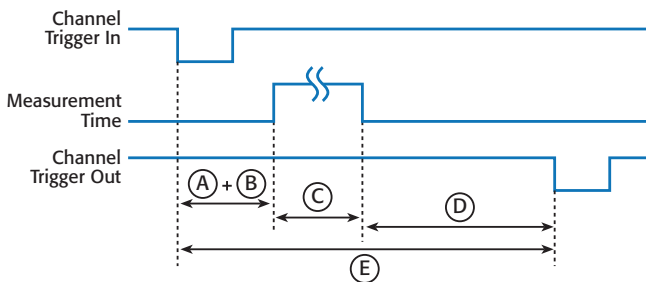 Channel
Trigger In
Measurement
Time
Channel
Trigger Out
A + B
C
D
E